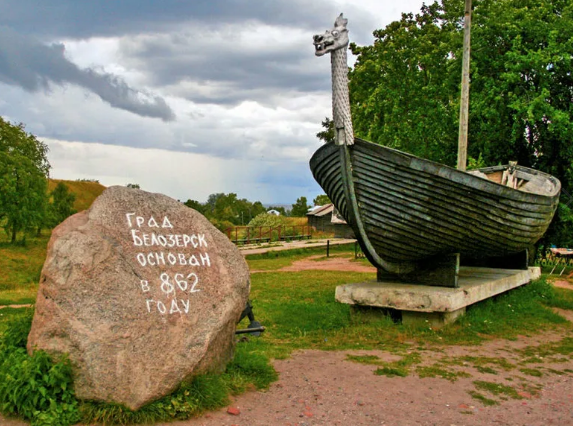 Град
Белозерск
основан
в 862
году